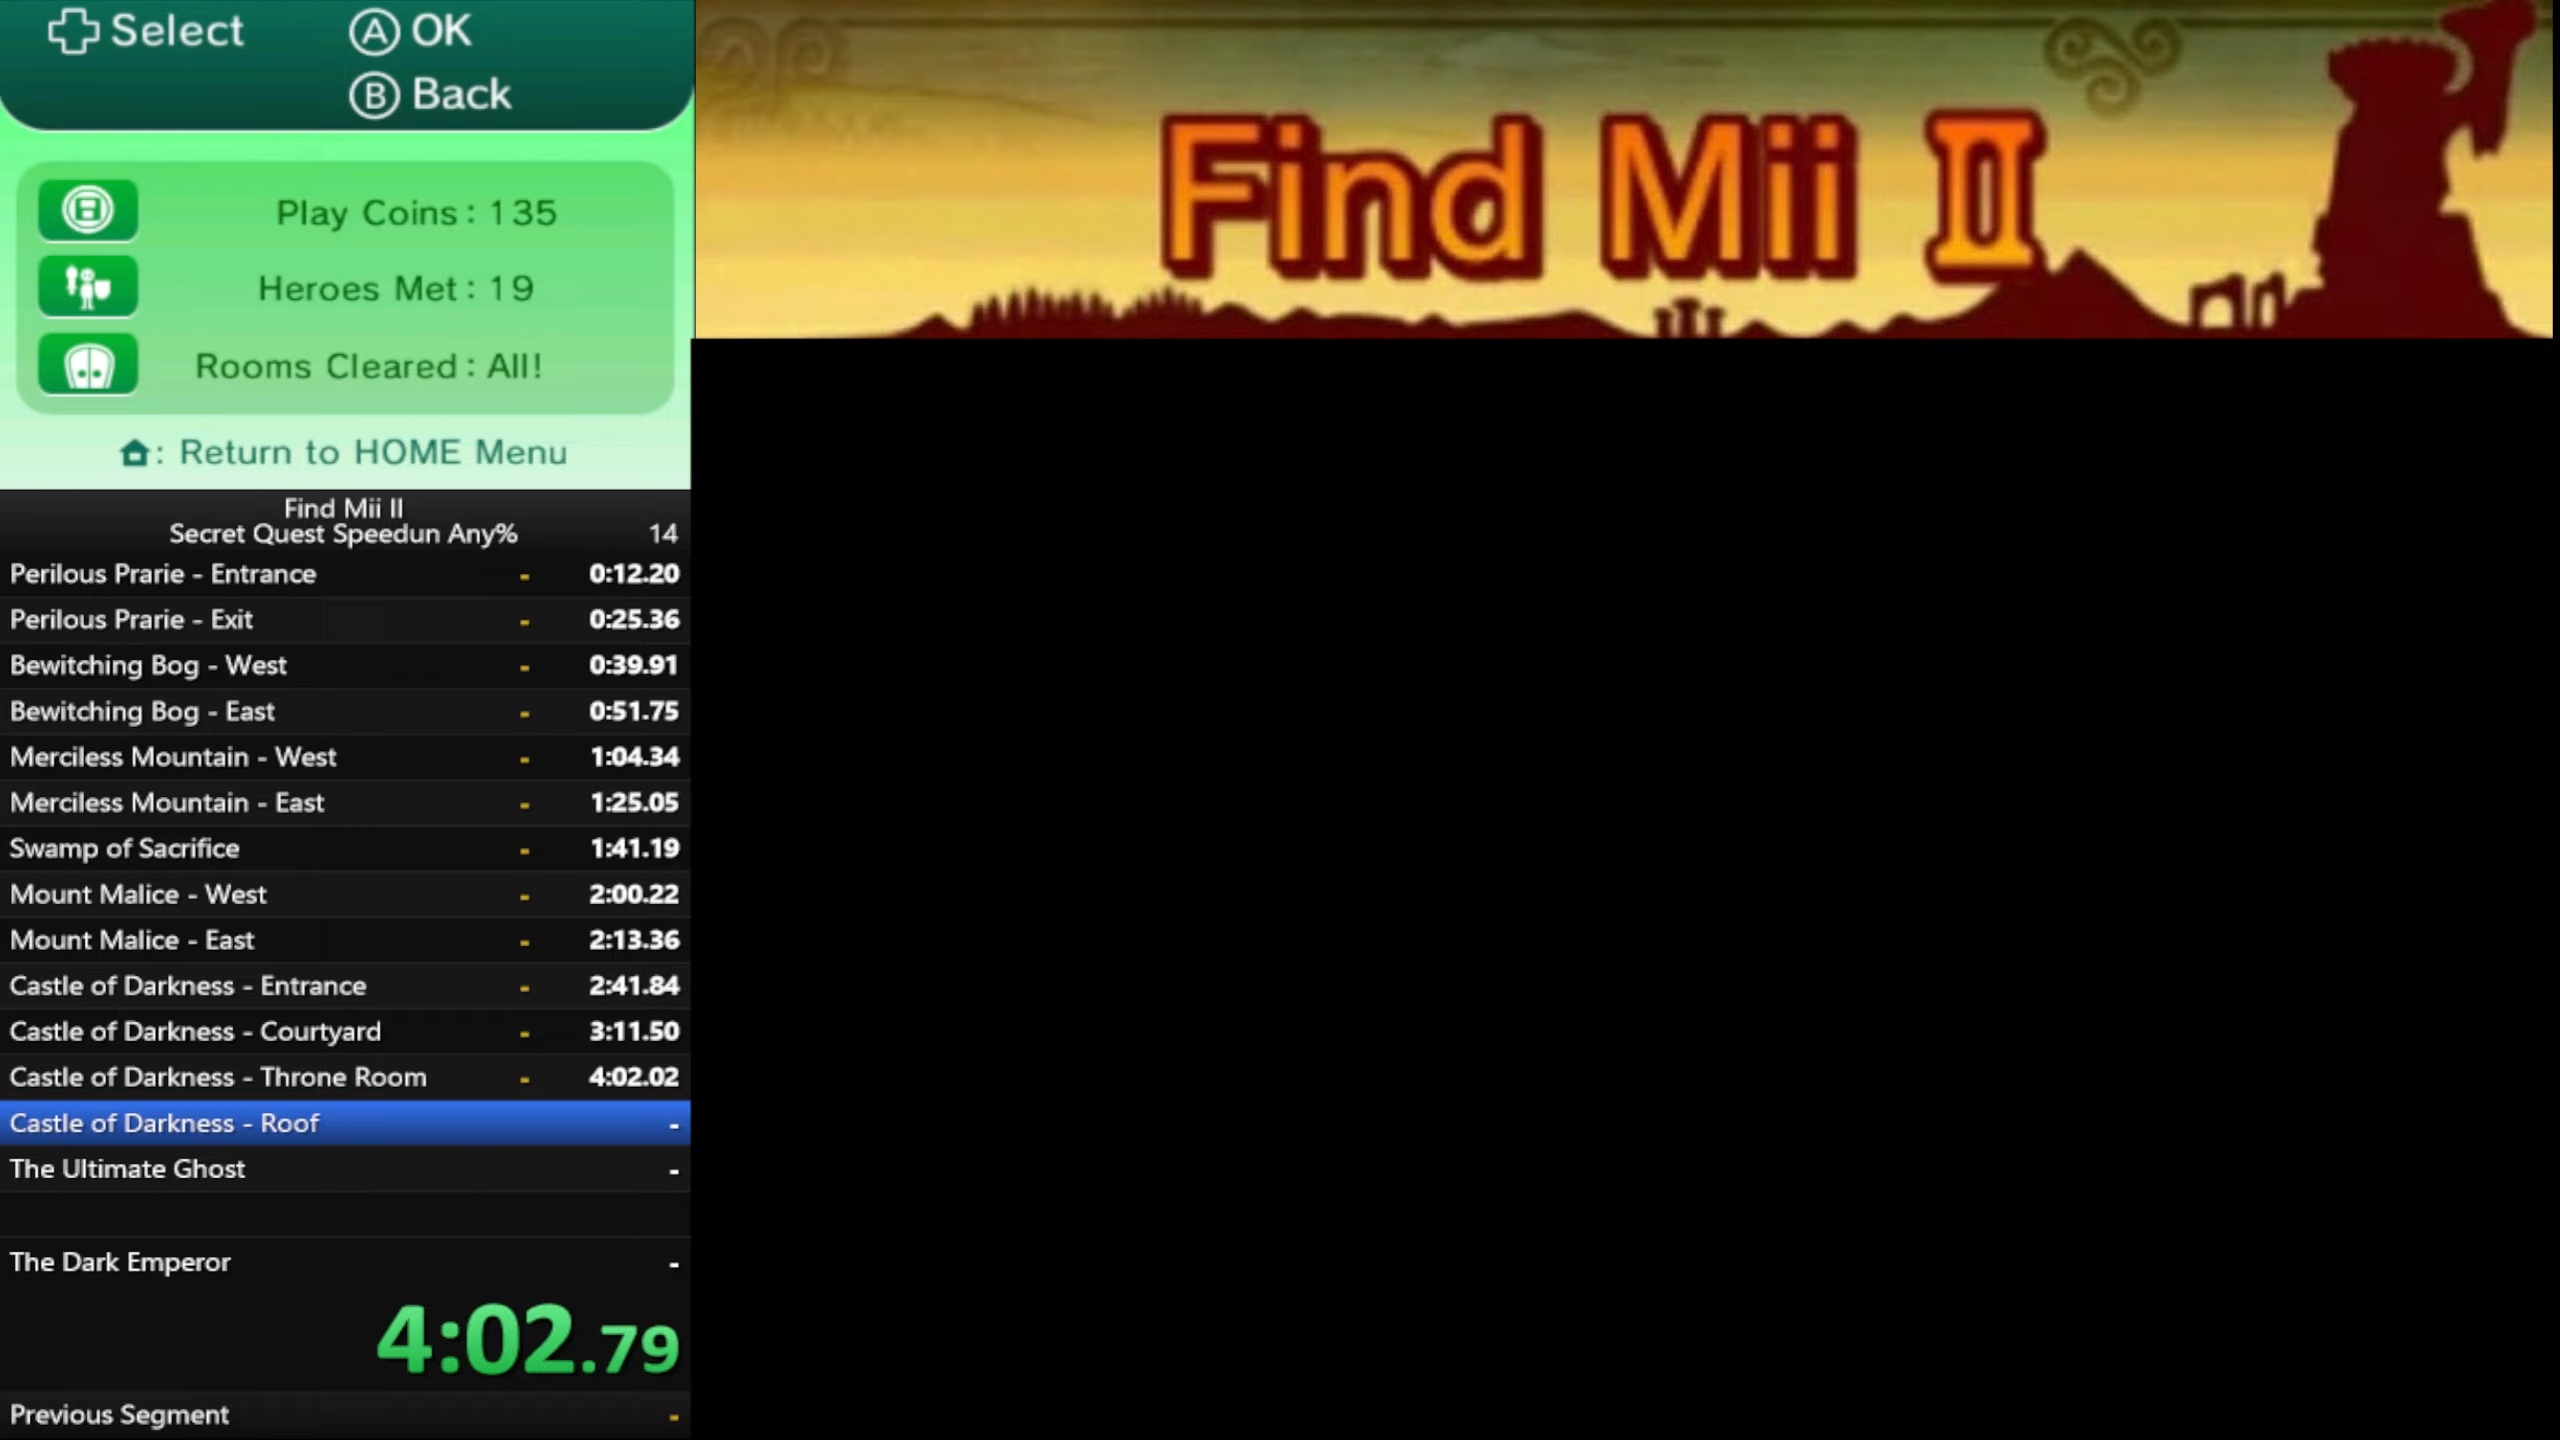 Select
A OK
B Back
Play Coins: 135
Heroes Met: 19
Rooms Cleared: All!
: Return to HOME Menu
Find Mii II
Find Mii II
Secret Quest Speedun Any% 14
Perilous Prarie - Entrance - 0:12.20
Perilous Prarie - Exit - 0:25.36
Bewitching Bog - West - 0:39.91
Bewitching Bog - East - 0:51.75
Merciless Mountain - West - 1:04.34
Merciless Mountain - East - 1:25.05
Swamp of Sacrifice - 1:41.19
Mount Malice - West - 2:00.22
Mount Malice - East - 2:13.36
Castle of Darkness - Entrance - 2:41.84
Castle of Darkness - Courtyard - 3:11.50
Castle of Darkness - Throne Room - 4:02.02
Castle of Darkness - Roof -
The Ultimate Ghost -
The Dark Emperor -
4:02.79
Previous Segment -